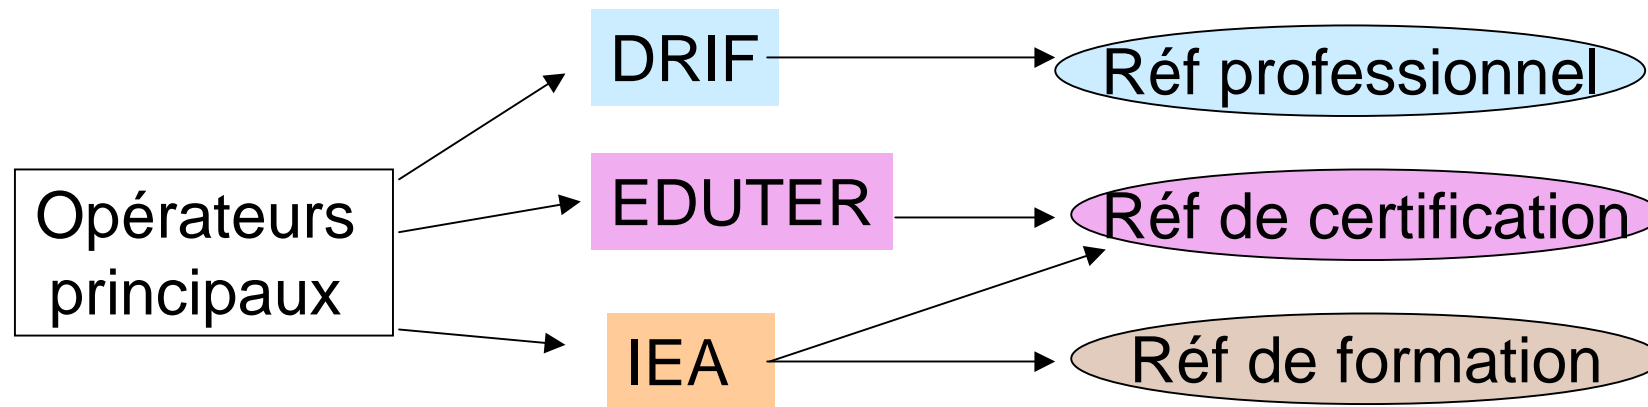 DRIF
Réf professionnel
Opérateurs
principaux
EDUTER
Réf de certification
IEA
Réf de formation